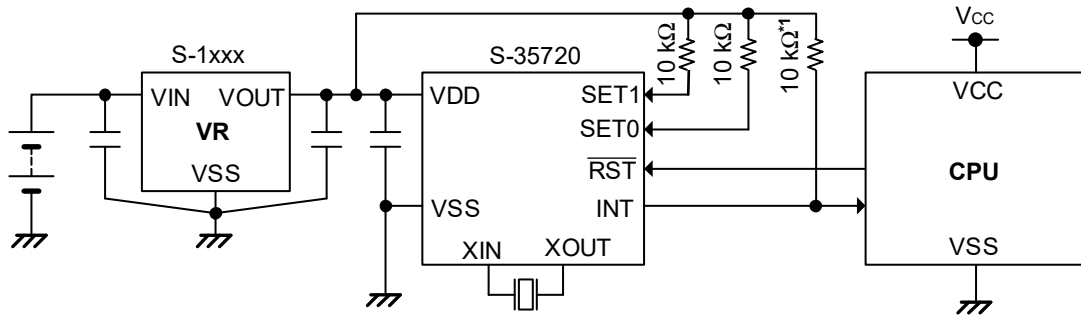 S-1xxx
VIN
VOUT
VR
VSS
S-35720
VDD
SET1
SET0
RST
VSS
INT
XIN
XOUT
10 kΩ
10 kΩ
10 kΩ*1
VCC
VCC
CPU
VSS